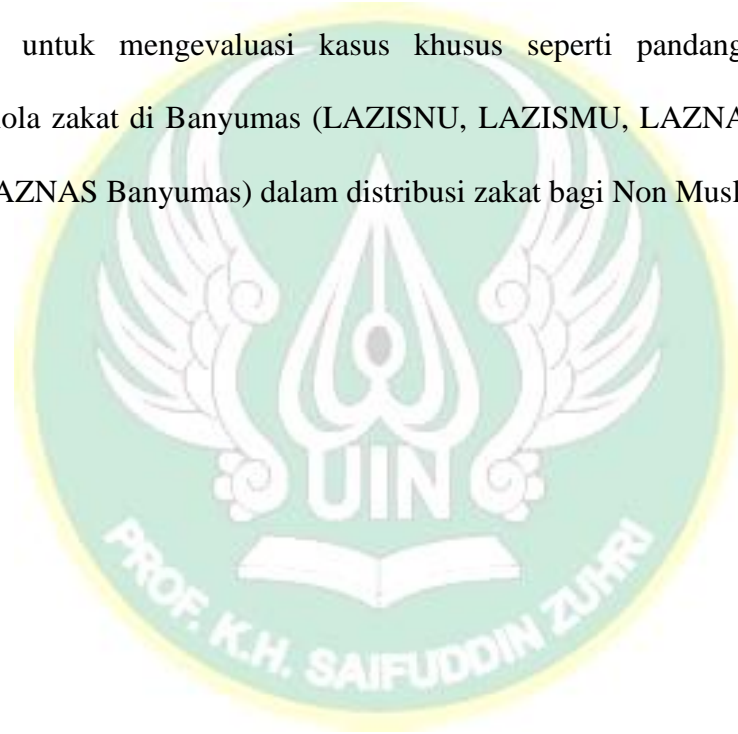 untuk mengevaluasi kasus khusus seperti pandang
ola zakat di Banyumas (LAZISNU, LAZISMU, LAZNA
AZNAS Banyumas) dalam distribusi zakat bagi Non Musl
UIN
PROF. K.H. SAIFUDDIN ZUHRI